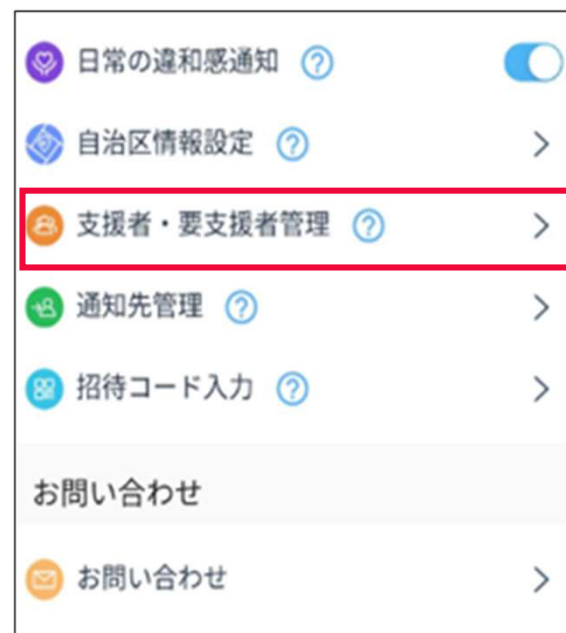 日常の違和感通知 ?
自治区情報設定 ?
支援者・要支援者管理 ?
通知先管理 ?
招待コード入力 ?
お問い合わせ
お問い合わせ